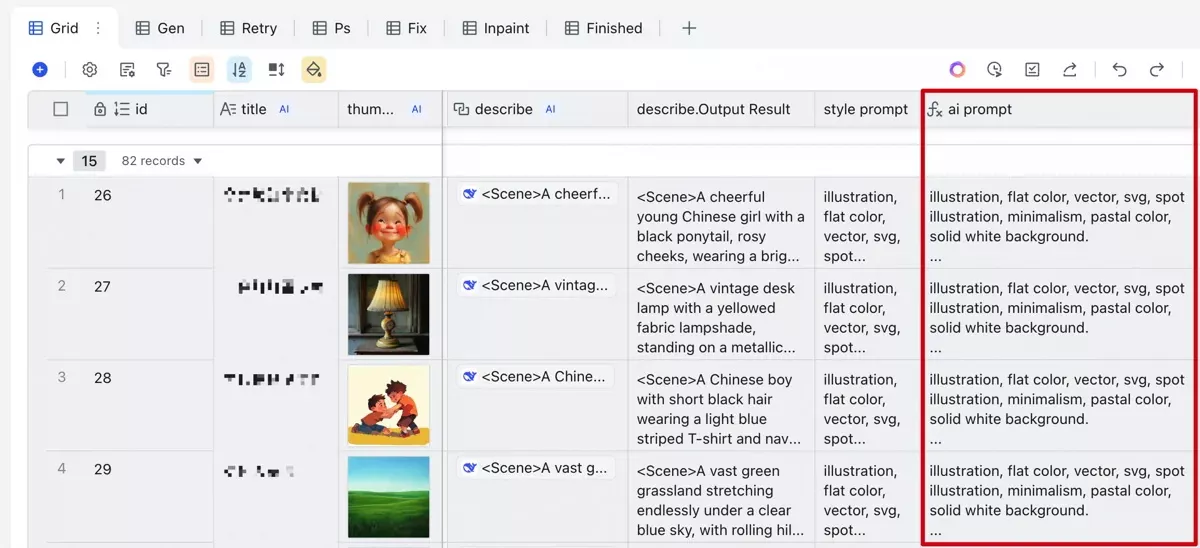 Grid
Gen
Retry
Ps
Fix
Inpaint
Finished
id
title AI
thum... AI
describe AI
describe.Output Result
style prompt
ai prompt
15 82 records
1
26
<Scene>A cheerf...
<Scene>A cheerful
young Chinese girl with a
black ponytail, rosy
cheeks, wearing a brig...
illustration,
flat color,
vector, svg,
spot...
illustration, flat color, vector, svg, spot
illustration, minimalism, pastal color,
solid white background.
...
2
27
<Scene>A vintag...
<Scene>A vintage desk
lamp with a yellowed
fabric lampshade,
standing on a metallic...
illustration,
flat color,
vector, svg,
spot...
illustration, flat color, vector, svg, spot
illustration, minimalism, pastal color,
solid white background.
...
3
28
<Scene>A Chine...
<Scene>A Chinese boy
with short black hair
wearing a light blue
striped T-shirt and nav...
illustration,
flat color,
vector, svg,
spot...
illustration, flat color, vector, svg, spot
illustration, minimalism, pastal color,
solid white background.
...
4
29
<Scene>A vast g...
<Scene>A vast green
grassland stretching
endlessly under a clear
blue sky, with rolling hil...
illustration,
flat color,
vector, svg,
spot...
illustration, flat color, vector, svg, spot
illustration, minimalism, pastal color,
solid white background.
...